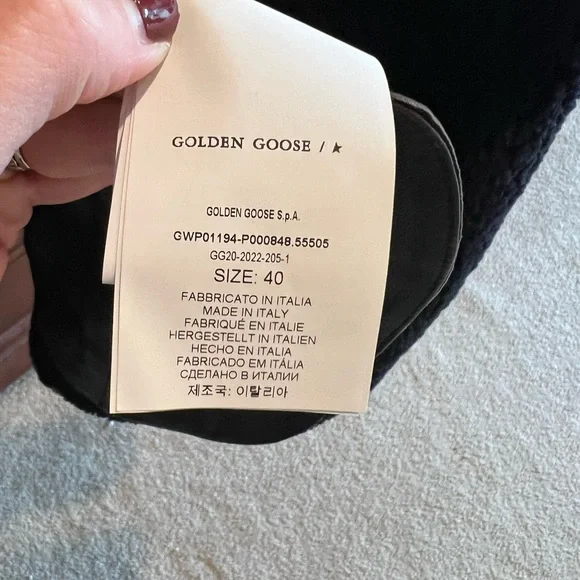 GOLDEN GOOSE / ★
GOLDEN GOOSE S.p.A.
GWP01194-P000848.55505
GG20-2022-205-1
SIZE: 40
FABBRICATO IN ITALIA
MADE IN ITALY
FABRIQUÉ EN ITALIE
HERGESTELLT IN ITALIEN
HECHO EN ITALIA
FABRICADO EM ITÁLIA
СДЕЛАНО В ИТАЛИИ
제조국: 이탈리아